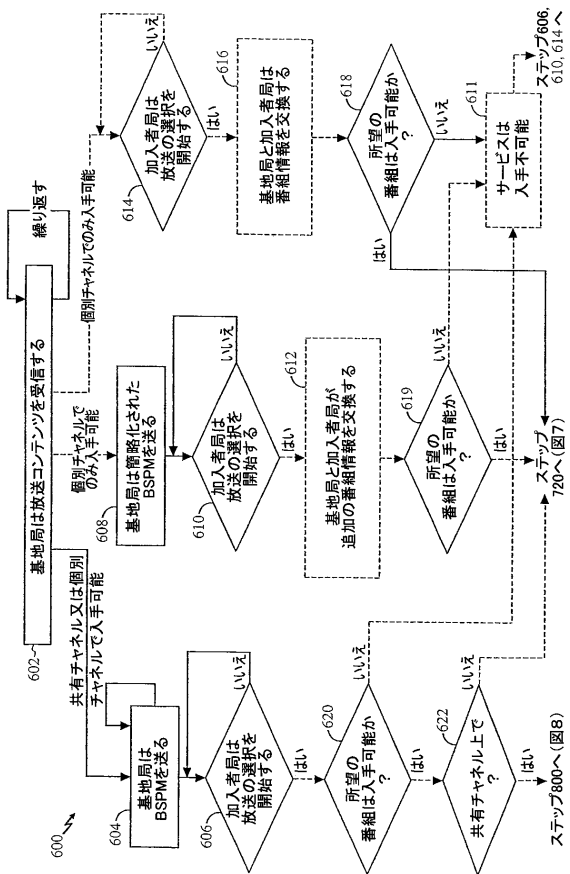 600
602
基地局は放送コンテンツを受信する
繰り返す
共有チャネル又は個別
チャネルで入手可能
個別チャネルで
のみ入手可能
個別チャネルでのみ入手可能
604
基地局は
BSPMを送る
606
加入者局は
放送の選択を
開始する
いいえ
はい
620
所望の
番組は入手可能か
?
いいえ
はい
622
共有チャネル上で
?
いいえ
はい
ステップ800へ(図8)
608
基地局は簡略化された
BSPMを送る
610
加入者局は
放送の選択を
開始する
いいえ
はい
612
基地局と加入者局が
追加の番組情報を交換する
619
所望の
番組は入手可能か
?
いいえ
はい
ステップ
720へ(図7)
614
加入者局は
放送の選択を
開始する
いいえ
はい
616
基地局と加入者局は
番組情報を交換する
618
所望の
番組は入手可能か
?
いいえ
はい
611
サービスは
入手不可能
ステップ606,
610, 614 へ